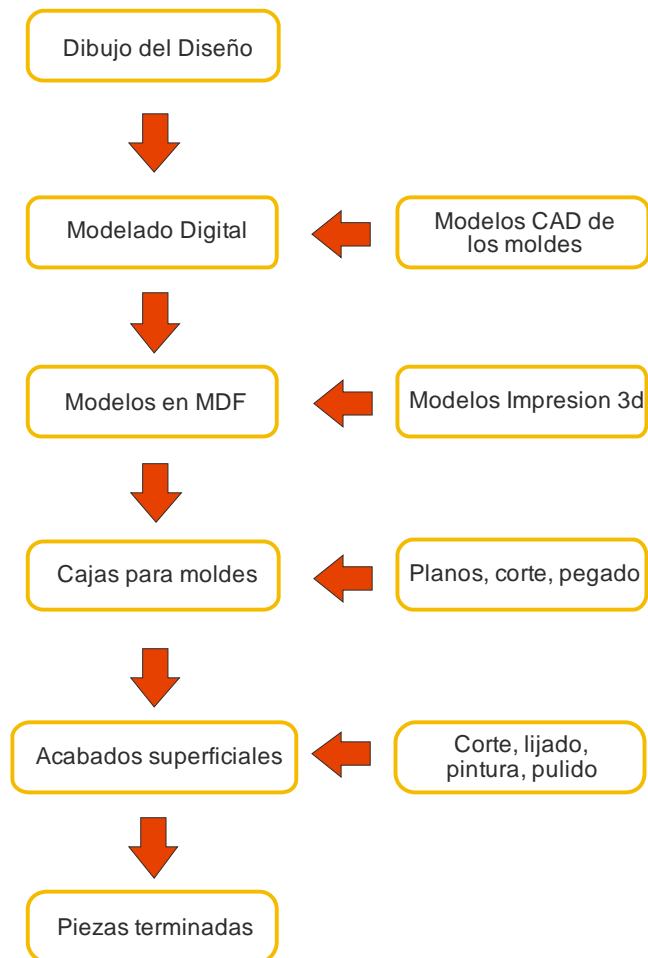 Dibujo del Diseño
Modelado Digital
Modelos CAD de
los moldes
Modelos en MDF
Modelos Impresion 3d
Cajas para moldes
Planos, corte, pegado
Acabados superficiales
Corte, lijado,
pintura, pulido
Piezas terminadas